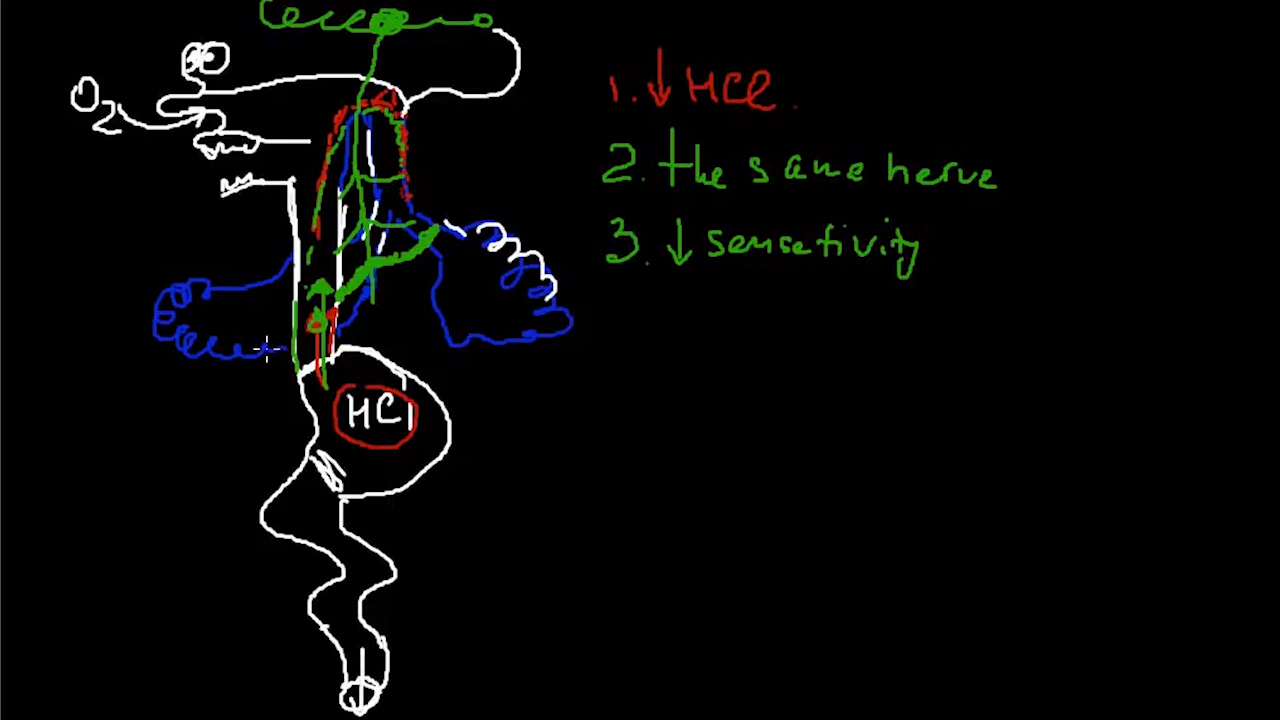 O2
1. ↓ HCl.
2. the same nerve
3. ↓ sensetivity
HCl